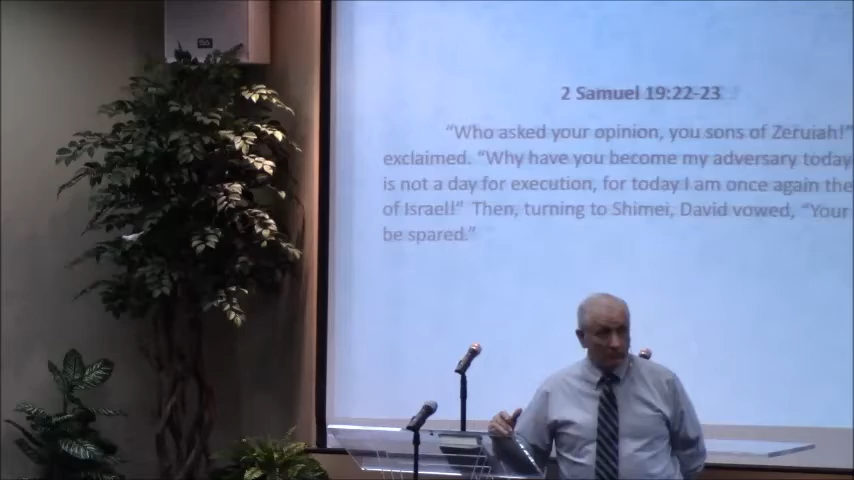 2 Samuel 19:22-23
“Who asked your opinion, you sons of Zeruiah!”
exclaimed. “Why have you become my adversary today
is not a day for execution, for today I am once again the
of Israel!” Then, turning to Shimei, David vowed, “Your
be spared.”